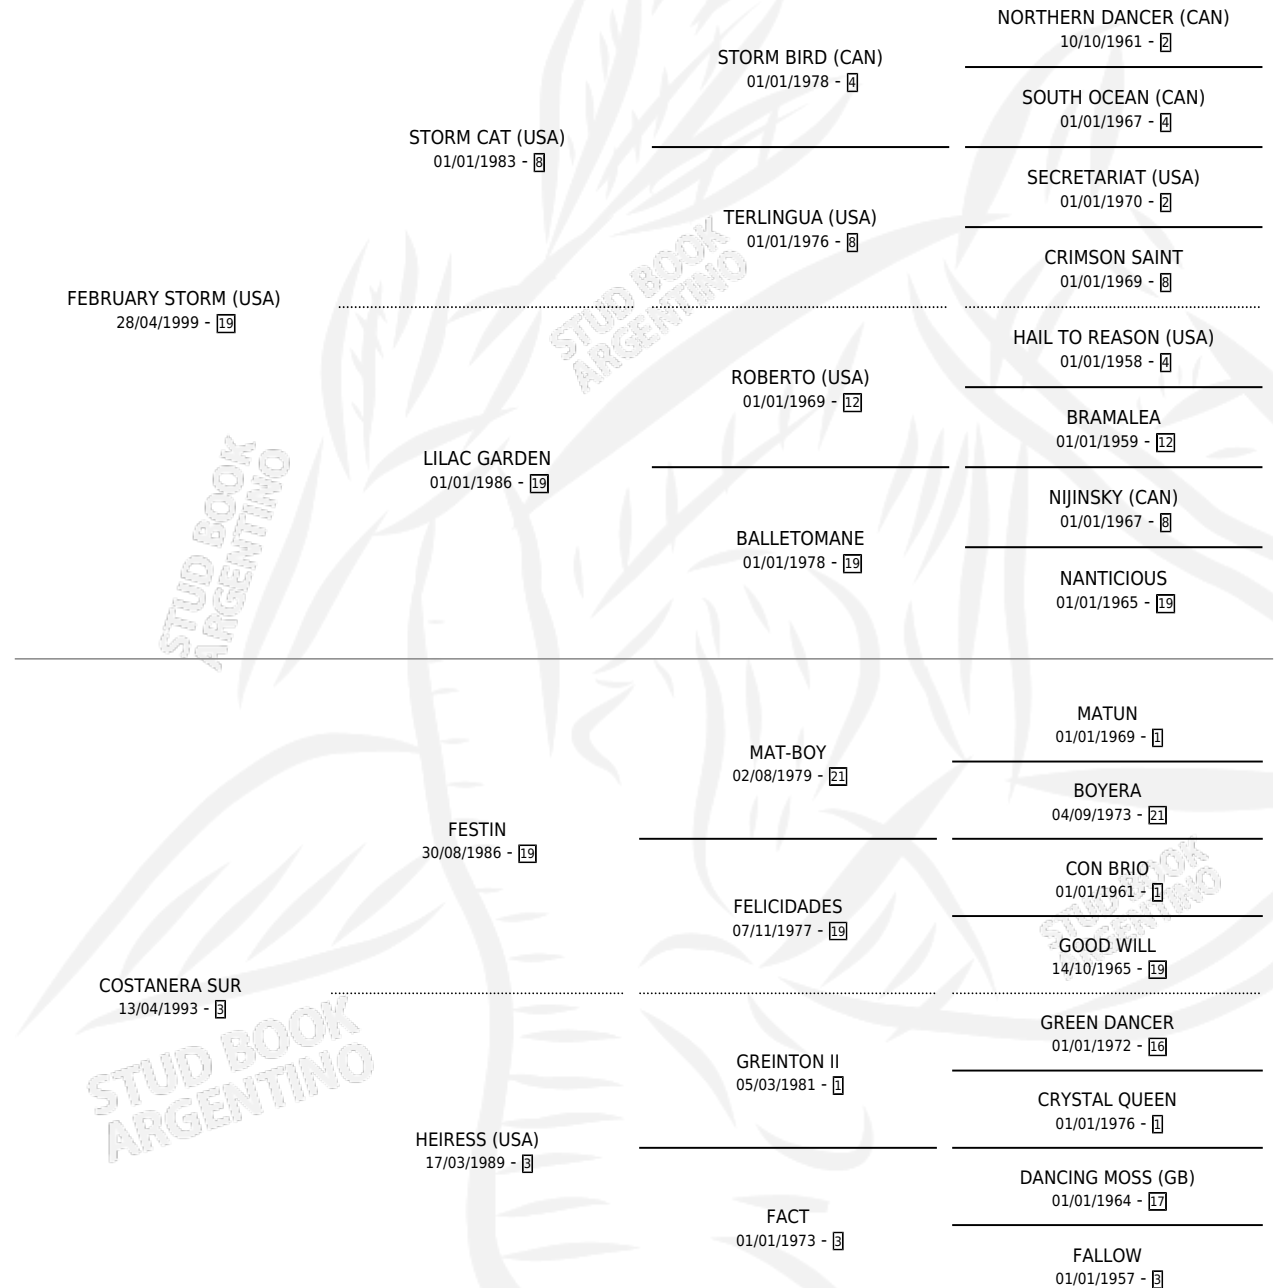 NORTHERN DANCER (CAN)
10/10/1961 - 2
STORM BIRD (CAN)
01/01/1978 - 4
SOUTH OCEAN (CAN)
01/01/1967 - 4
STORM CAT (USA)
01/01/1983 - 8
SECRETARIAT (USA)
01/01/1970 - 2
TERLINGUA (USA)
01/01/1976 - 8
CRIMSON SAINT
01/01/1969 - 8
STUD BOOK
ARGENTINO
FEBRUARY STORM (USA)
28/04/1999 - 19
HAIL TO REASON (USA)
01/01/1958 - 4
ROBERTO (USA)
01/01/1969 - 12
BRAMALEA
01/01/1959 - 12
LILAC GARDEN
01/01/1986 - 19
NIJINSKY (CAN)
01/01/1967 - 8
BALLETOMANE
01/01/1978 - 19
NANTICIOUS
01/01/1965 - 19
STUD BOOK
ARGENTINO
MATUN
01/01/1969 - 1
MAT-BOY
02/08/1979 - 21
BOYERA
04/09/1973 - 21
FESTIN
30/08/1986 - 19
CON BRIO
01/01/1961 - 1
FELICIDADES
07/11/1977 - 19
GOOD WILL
14/10/1965 - 19
STUD BOOK
ARGENTINO
COSTANERA SUR
13/04/1993 - 3
GREEN DANCER
01/01/1972 - 16
GREINTON II
05/03/1981 - 1
CRYSTAL QUEEN
01/01/1976 - 1
HEIRESS (USA)
17/03/1989 - 3
DANCING MOSS (GB)
01/01/1964 - 17
FACT
01/01/1973 - 3
FALLOW
01/01/1957 - 3
STUD BOOK
ARGENTINO